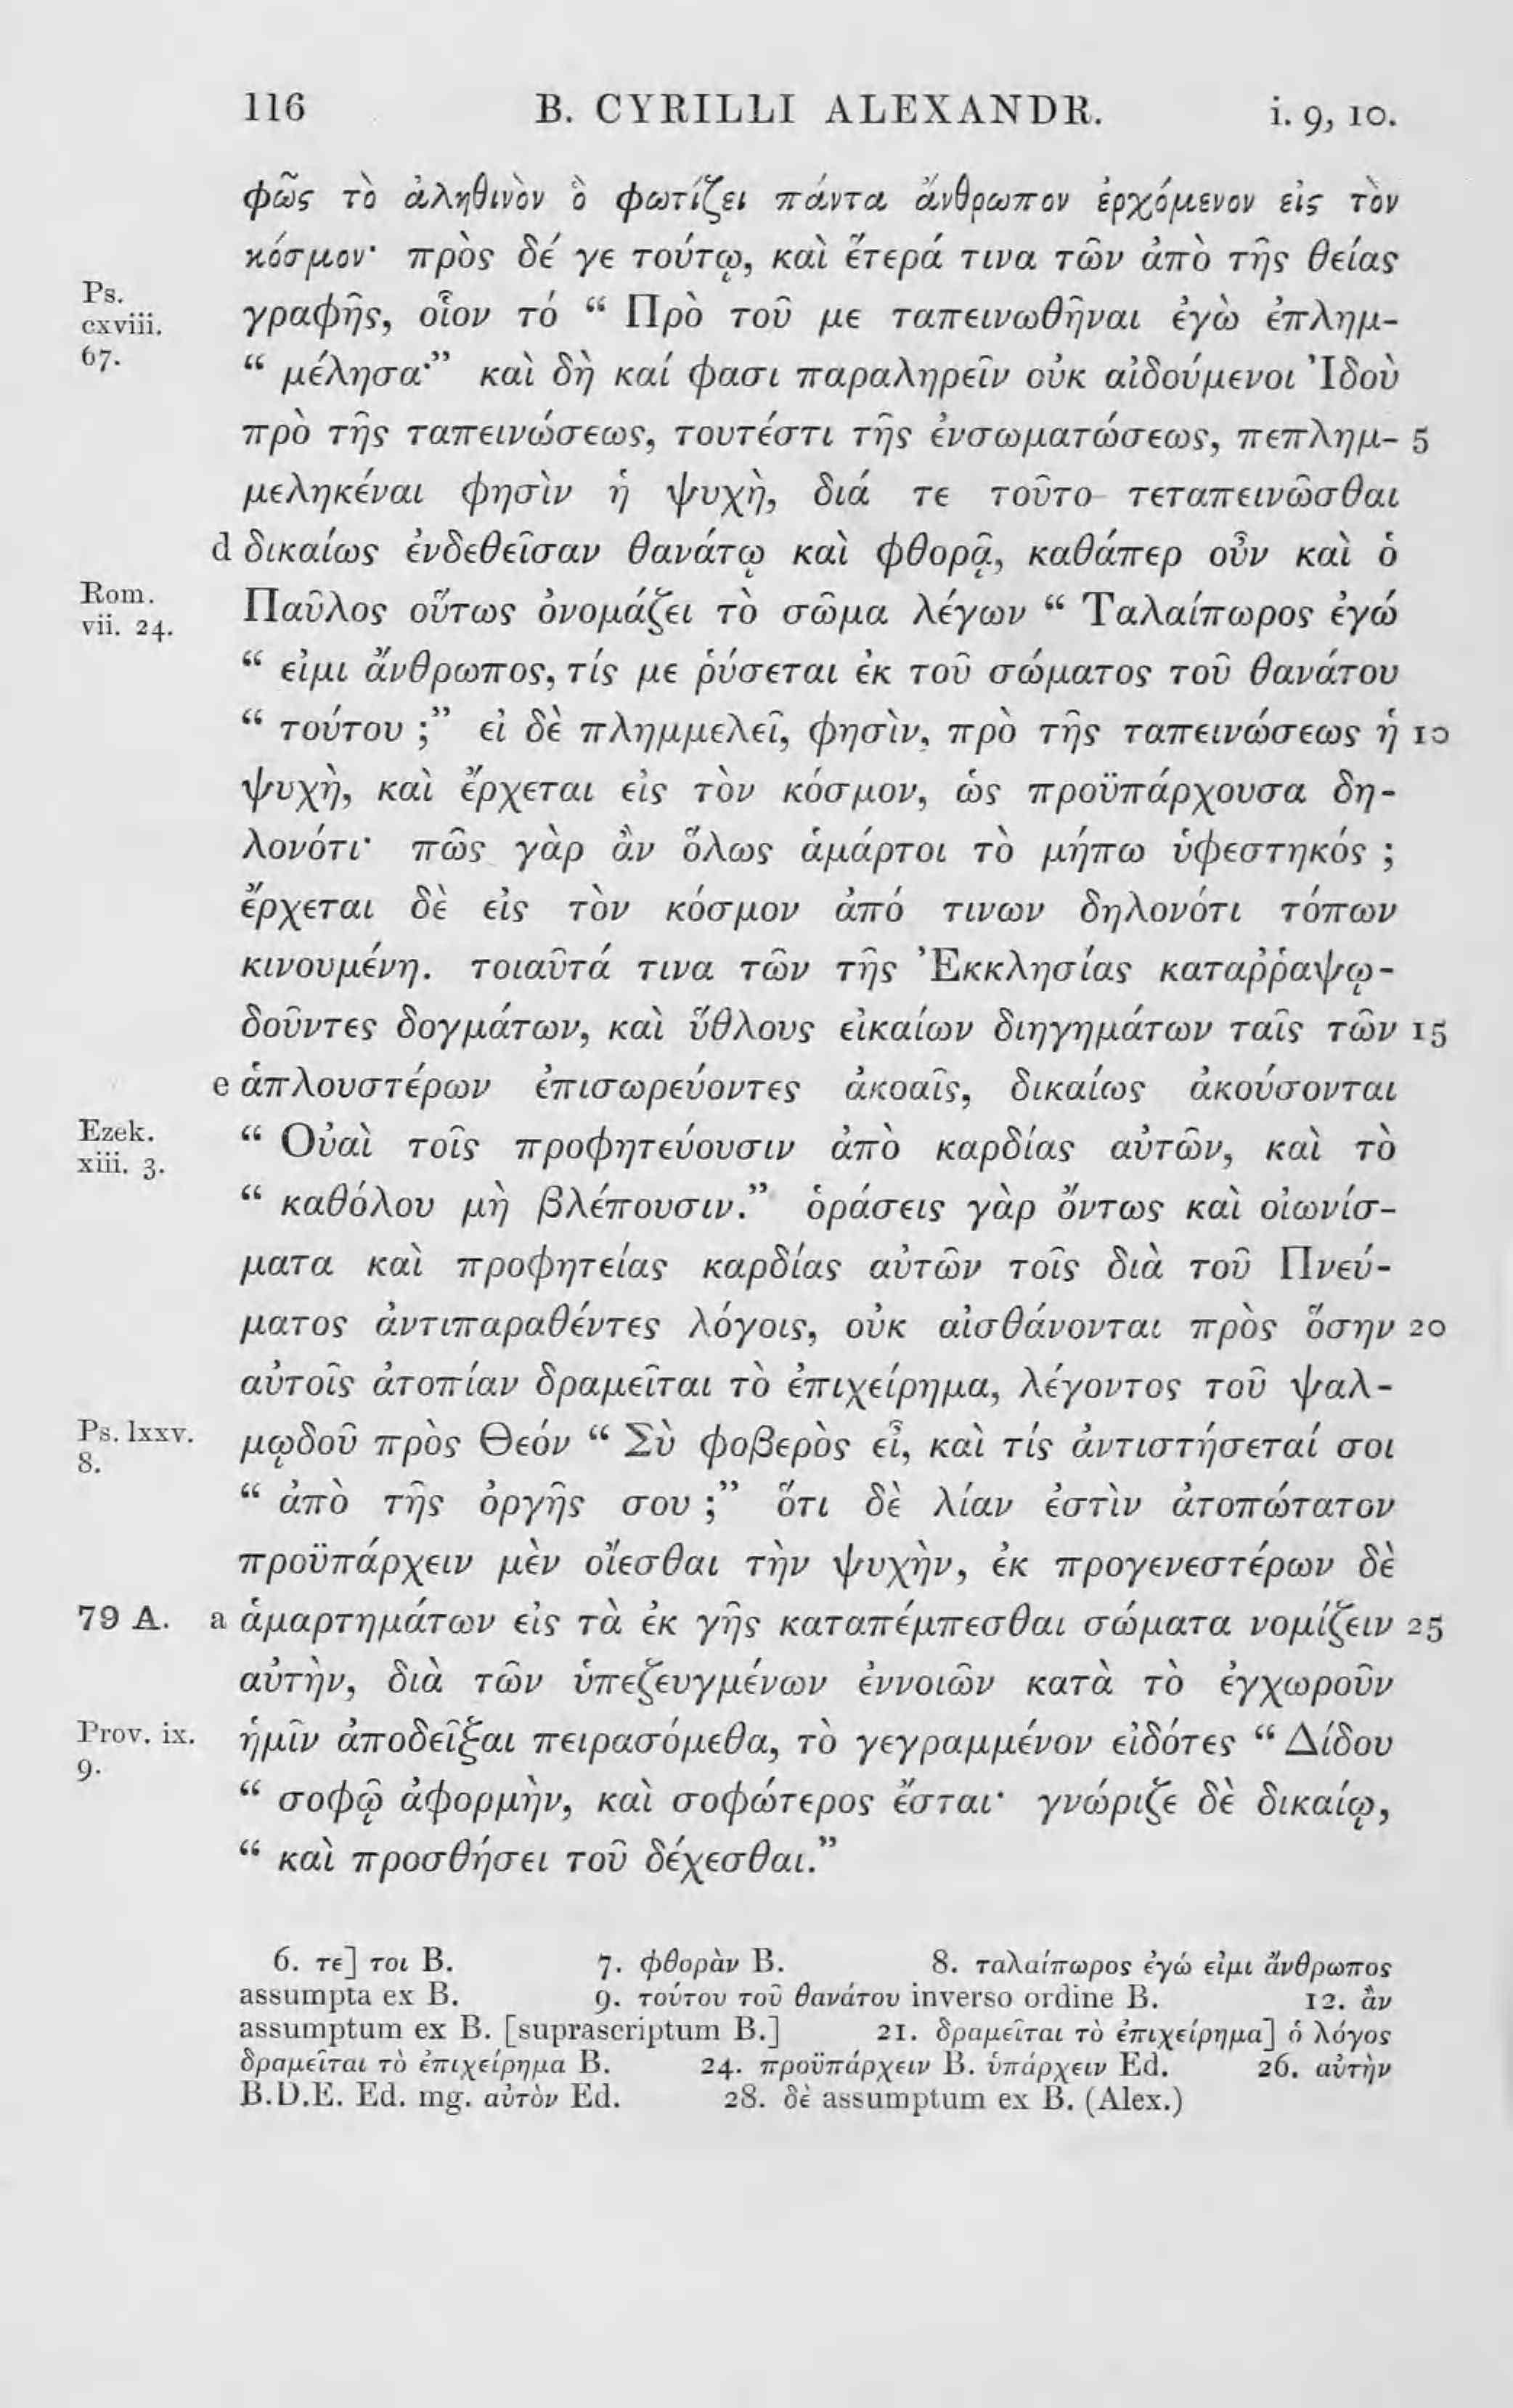 116 B. CYRILLI ALEXANDR. i. 9, 10.
φῶς τὸ ἀληθινὸν ὃ φωτίζει πάντα ἄνθρωπον ἐρχόμενον εἰς τὸν
κόσμον· πρὸς δέ γε τούτῳ, καὶ ἕτερά τινα τῶν ἀπὸ τῆς θείας
Ps. cxviii. 67. γραφῆς, οἷον τό “ Πρὸ τοῦ με ταπεινωθῆναι ἐγὼ ἐπλημ-
“ μέλησα·” καὶ δὴ καί φασι παραληρεῖν οὐκ αἰδούμενοι Ἰδοὺ
πρὸ τῆς ταπεινώσεως, τουτέστι τῆς ἐνσωματώσεως, πεπλημ- 5
μεληκέναι φησὶν ἡ ψυχὴ, διά τε τοῦτο τεταπεινῶσθαι
d δικαίως ἐνδεθεῖσαν θανάτῳ καὶ φθορᾷ, καθάπερ οὖν καὶ ὁ
Rom. vii. 24. Παῦλος οὕτως ὀνομάζει τὸ σῶμα λέγων “ Ταλαίπωρος ἐγώ
“ εἰμι ἄνθρωπος, τίς με ῥύσεται ἐκ τοῦ σώματος τοῦ θανάτου
“ τούτου ;” εἰ δὲ πλημμελεῖ, φησὶν, πρὸ τῆς ταπεινώσεως ἡ 10
ψυχὴ, καὶ ἔρχεται εἰς τὸν κόσμον, ὡς προϋπάρχουσα δη-
λονότι· πῶς γὰρ ἂν ὅλως ἁμάρτοι τὸ μήπω ὑφεστηκός ;
ἔρχεται δὲ εἰς τὸν κόσμον ἀπό τινων δηλονότι τόπων
κινουμένη. τοιαῦτά τινα τῶν τῆς Ἐκκλησίας καταῤῥαψῳ-
δοῦντες δογμάτων, καὶ ὕθλους εἰκαίων διηγημάτων ταῖς τῶν 15
e ἁπλουστέρων ἐπισωρεύοντες ἀκοαῖς, δικαίως ἀκούσονται
Ezek. xiii. 3. “ Οὐαὶ τοῖς προφητεύουσιν ἀπὸ καρδίας αὐτῶν, καὶ τὸ
“ καθόλου μὴ βλέπουσιν.” ὁράσεις γὰρ ὄντως καὶ οἰωνίσ-
ματα καὶ προφητείας καρδίας αὐτῶν τοῖς διὰ τοῦ Πνεύ-
ματος ἀντιπαραθέντες λόγοις, οὐκ αἰσθάνονται πρὸς ὅσην 20
αὐτοῖς ἀτοπίαν δραμεῖται τὸ ἐπιχείρημα, λέγοντος τοῦ ψαλ-
Ps. lxxv. 8. μῳδοῦ πρὸς Θεόν “ Σὺ φοβερὸς εἶ, καὶ τίς ἀντιστήσεταί σοι
“ ἀπὸ τῆς ὀργῆς σου ;” ὅτι δὲ λίαν ἐστὶν ἀτοπώτατον
προϋπάρχειν μὲν οἴεσθαι τὴν ψυχὴν, ἐκ προγενεστέρων δὲ
79 A. a ἁμαρτημάτων εἰς τὰ ἐκ γῆς καταπέμπεσθαι σώματα νομίζειν 25
αὐτὴν, διὰ τῶν ὑπεζευγμένων ἐννοιῶν κατὰ τὸ ἐγχωροῦν
Prov. ix. 9. ἡμῖν ἀποδεῖξαι πειρασόμεθα, τὸ γεγραμμένον εἰδότες “ Δίδου
“ σοφῷ ἀφορμὴν, καὶ σοφώτερος ἔσται· γνώριζε δὲ δικαίῳ,
“ καὶ προσθήσει τοῦ δέχεσθαι.”
6. τε] τοι B. 7. φθορὰν B. 8. ταλαίπωρος ἐγώ εἰμι ἄνθρωπος
assumpta ex B. 9. τούτου τοῦ θανάτου inverso ordine B. 12. ἂν
assumptum ex B. [suprascriptum B.] 21. δραμεῖται τὸ ἐπιχείρημα] ὁ λόγος
δραμεῖται τὸ ἐπιχείρημα B. 24. προϋπάρχειν B. ὑπάρχειν Ed. 26. αὐτὴν
B.D.E. Ed. mg. αὐτὸν Ed. 28. δὲ assumptum ex B. (Alex.)